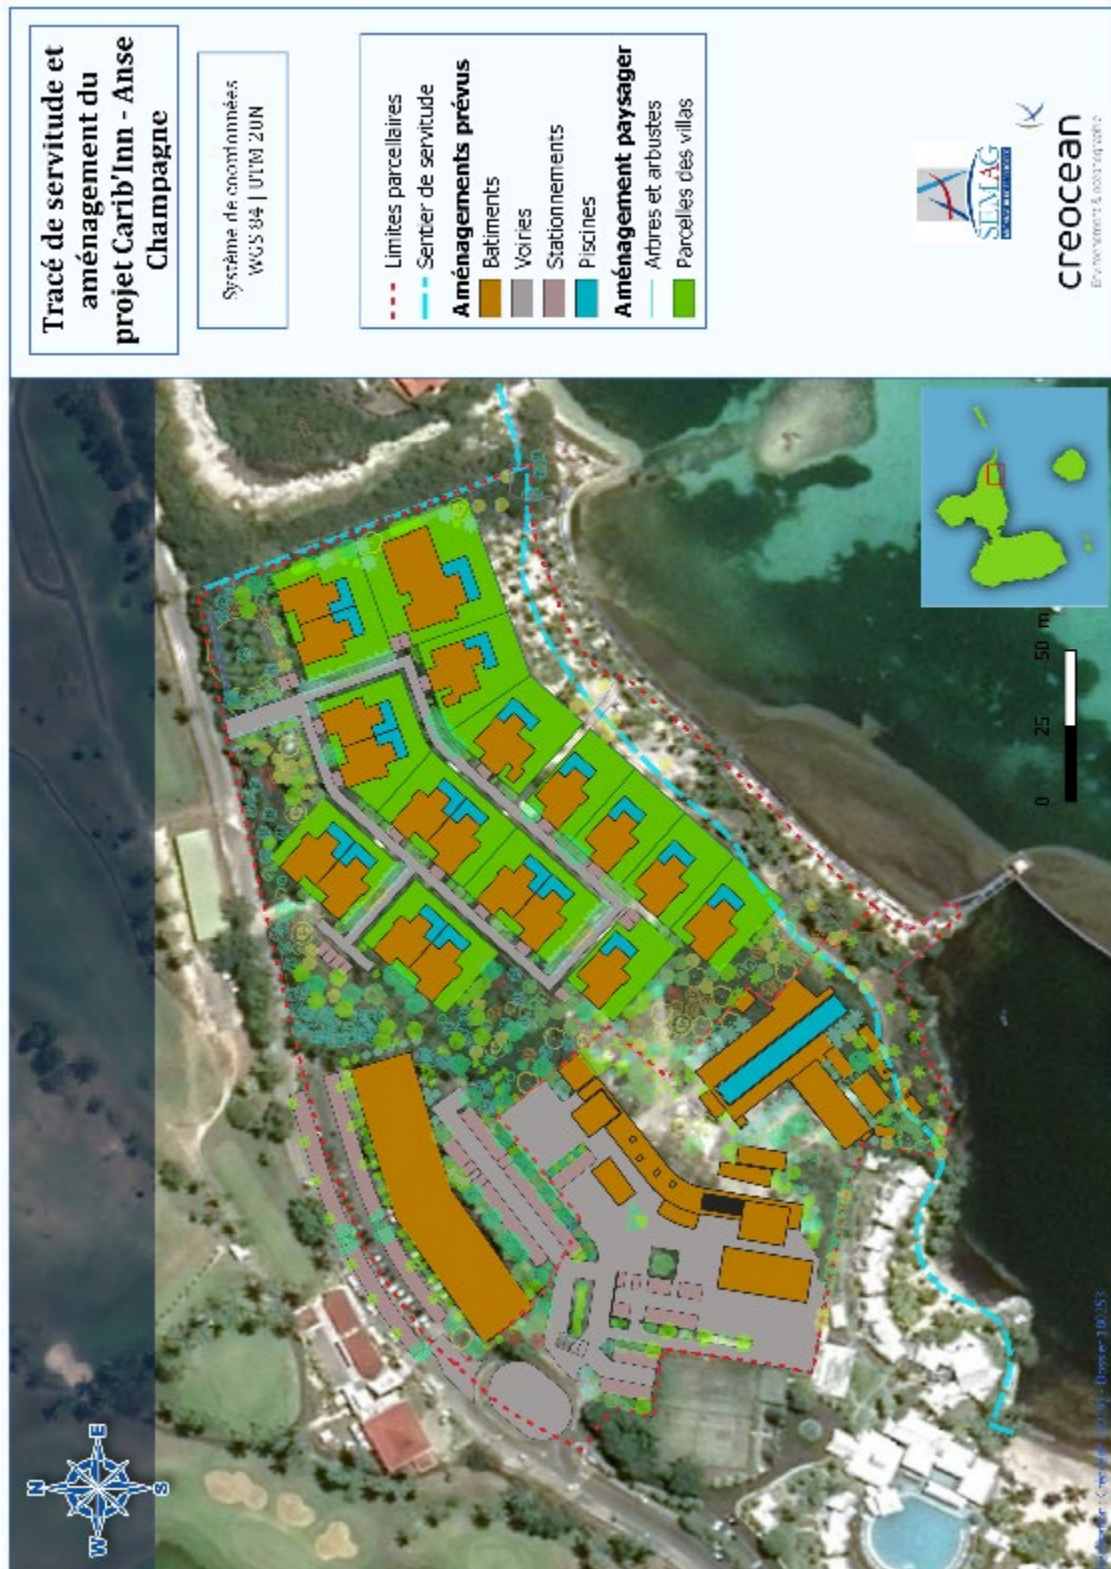 Tracé de servitude et
aménagement du
projet Carib'Inn - Anse
Champagne
Système de coordonnées
WGS 84 | UTM 20N
Limites parcellaires
Sentier de servitude
Aménagements prévus
Batiments
Voiries
Stationnements
Piscines
Aménagement paysager
Arbres et arbustes
Parcelles des villas
SEMAG
creocean
Environnement & océanographie
N
W
E
S
0
25
50 m